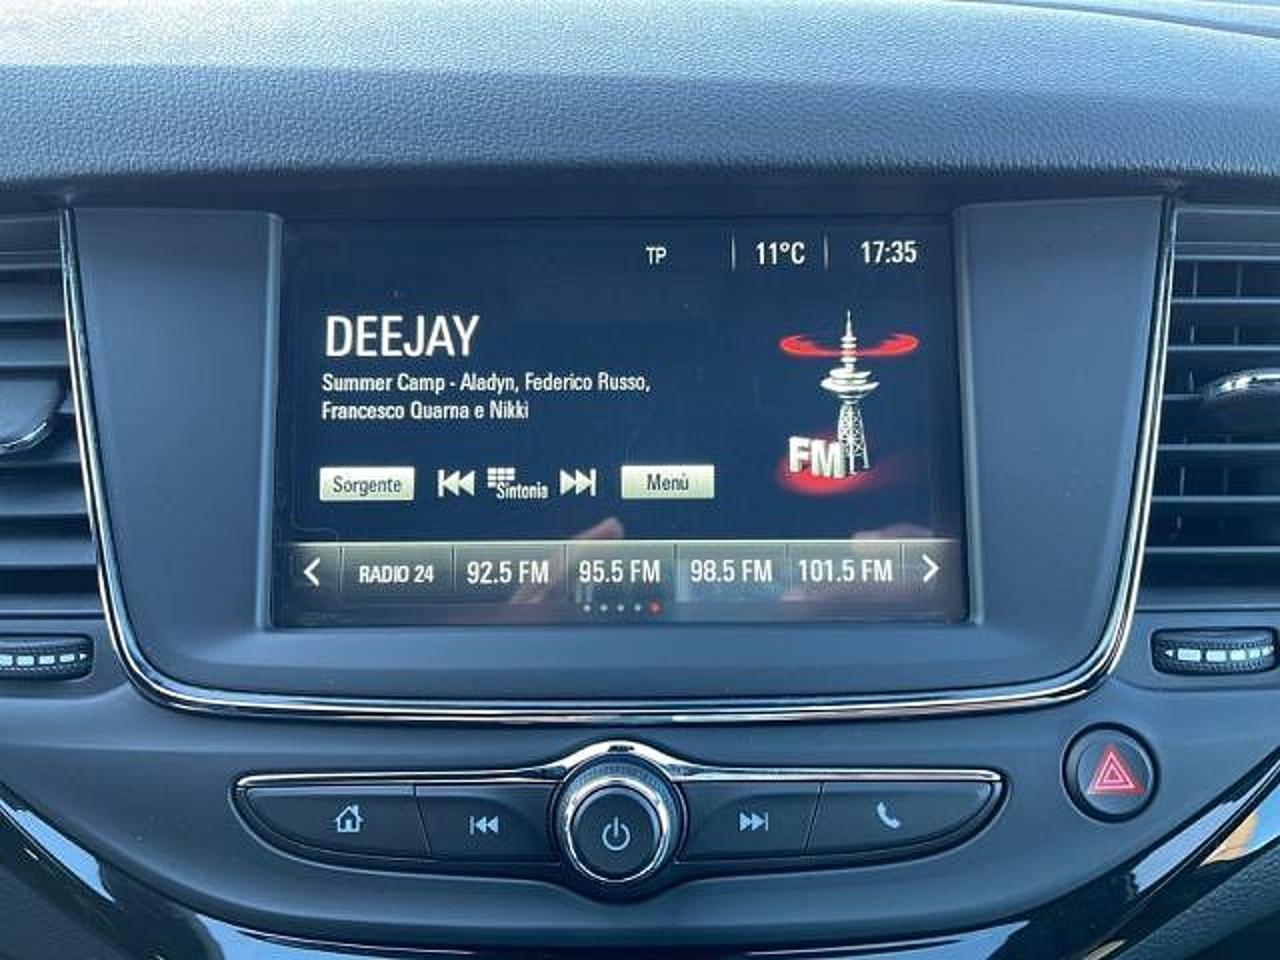 TP 11°C 17:35
DEEJAY
Summer Camp - Aladyn, Federico Russo,
Francesco Quarna e Nikki
FM
Sorgente Sintonia Menù
RADIO 24 92.5 FM 95.5 FM 98.5 FM 101.5 FM